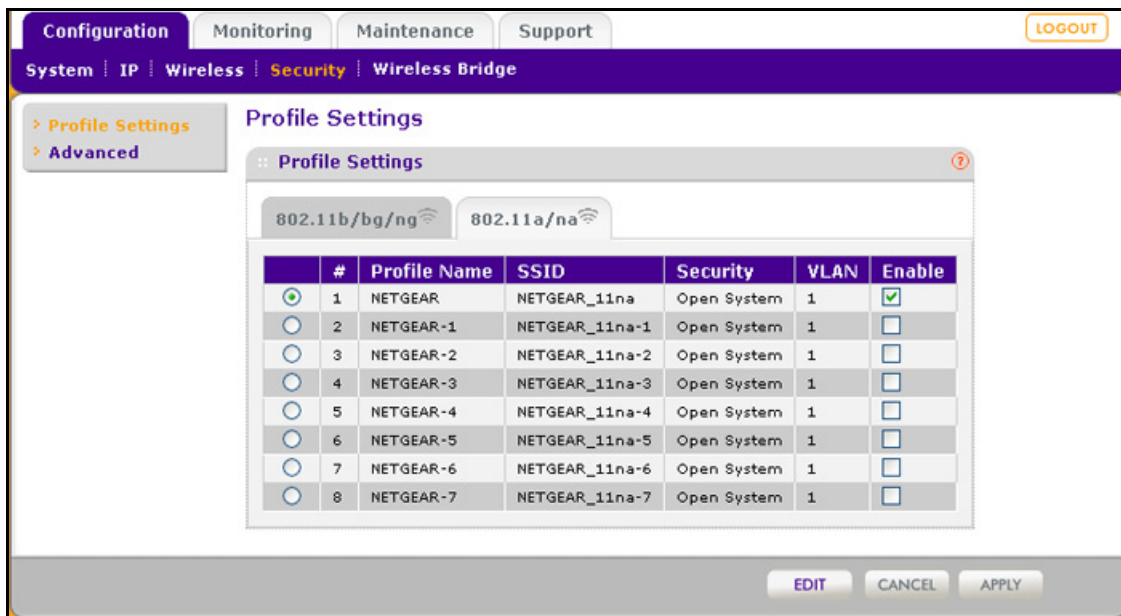 Configuration Monitoring Maintenance Support LOGOUT
System IP Wireless Security Wireless Bridge
Profile Settings
Advanced
Profile Settings
Profile Settings ?
802.11b/bg/ng 802.11a/na
# Profile Name SSID Security VLAN Enable
1 NETGEAR NETGEAR_11na Open System 1
2 NETGEAR-1 NETGEAR_11na-1 Open System 1
3 NETGEAR-2 NETGEAR_11na-2 Open System 1
4 NETGEAR-3 NETGEAR_11na-3 Open System 1
5 NETGEAR-4 NETGEAR_11na-4 Open System 1
6 NETGEAR-5 NETGEAR_11na-5 Open System 1
7 NETGEAR-6 NETGEAR_11na-6 Open System 1
8 NETGEAR-7 NETGEAR_11na-7 Open System 1
EDIT CANCEL APPLY